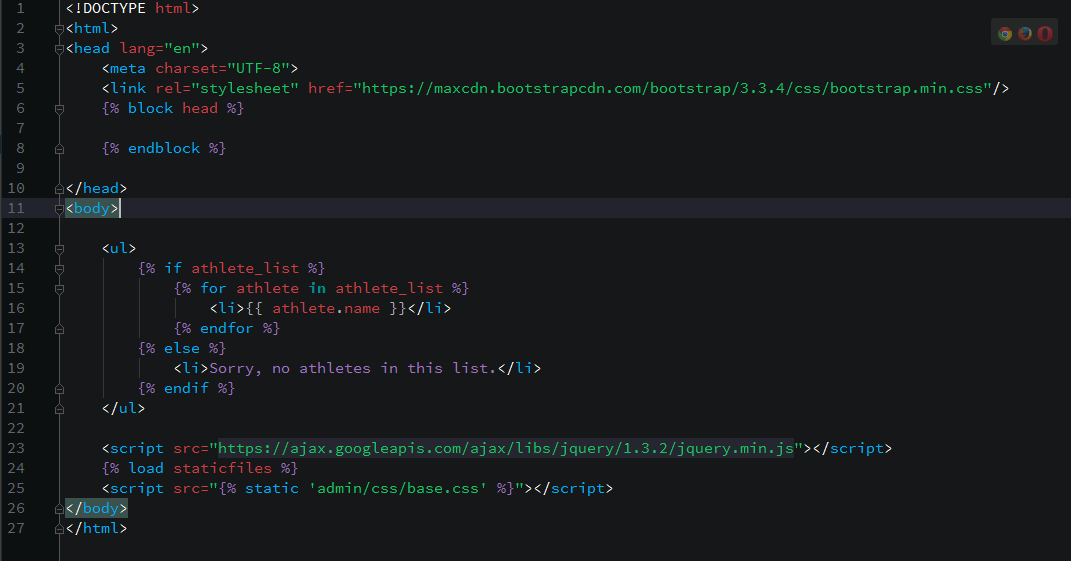 1 <!DOCTYPE html>
2 <html>
3 <head lang="en">
4     <meta charset="UTF-8">
5     <link rel="stylesheet" href="https://maxcdn.bootstrapcdn.com/bootstrap/3.3.4/css/bootstrap.min.css"/>
6     {% block head %}
7
8     {% endblock %}
9
10 </head>
11 <body>
12
13     <ul>
14         {% if athlete_list %}
15             {% for athlete in athlete_list %}
16                 <li>{{ athlete.name }}</li>
17             {% endfor %}
18         {% else %}
19             <li>Sorry, no athletes in this list.</li>
20         {% endif %}
21     </ul>
22
23     <script src="https://ajax.googleapis.com/ajax/libs/jquery/1.3.2/jquery.min.js"></script>
24     {% load staticfiles %}
25     <script src="{% static 'admin/css/base.css' %}"></script>
26 </body>
27 </html>